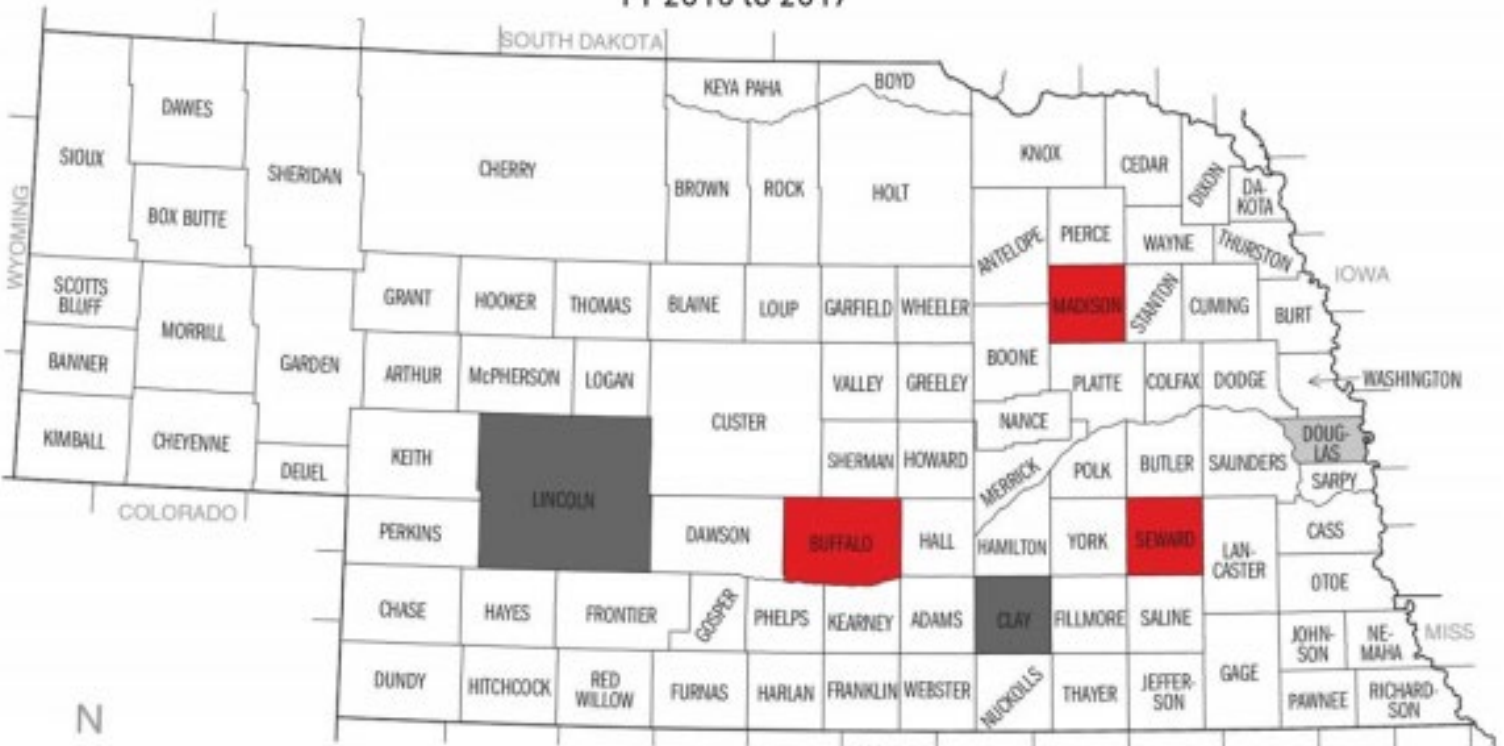 SOUTH DAKOTA
KEYA PAHA
BOYD
DAWES
SIOUX
SHERIDAN
CHERRY
BROWN
ROCK
HOLT
KNOX
CEDAR
DIXON
DA-
KOTA
BOX BUTTE
WYOMING
ANTELOPE
PIERCE
WAYNE
THURSTON
IOWA
SCOTTS
BLUFF
MORRILL
GRANT
HOOKER
THOMAS
BLAINE
LOUP
GARFIELD
WHEELER
MADISON
STANTON
CUMING
BURT
BANNER
GARDEN
ARTHUR
McPHERSON
LOGAN
CUSTER
VALLEY
GREELEY
BOONE
PLATTE
COLFAX
DODGE
WASHINGTON
KIMBALL
CHEYENNE
DEUEL
KEITH
LINCOLN
SHERMAN
HOWARD
NANCE
MERRICK
POLK
BUTLER
SAUNDERS
DOUG-
LAS
SARPY
COLORADO
PERKINS
DAWSON
BUFFALO
HALL
HAMILTON
YORK
SEWARD
LAN-
CASTER
CASS
OTOE
CHASE
HAYES
FRONTIER
GOSPER
PHELPS
KEARNEY
ADAMS
CLAY
FILLMORE
SALINE
GAGE
JOHN-
SON
NE-
MAHA
MISS
DUNDY
HITCHCOCK
RED
WILLOW
FURNAS
HARLAN
FRANKLIN
WEBSTER
NUCKOLLS
THAYER
JEFFER-
SON
PAWNEE
RICHARD-
SON
N